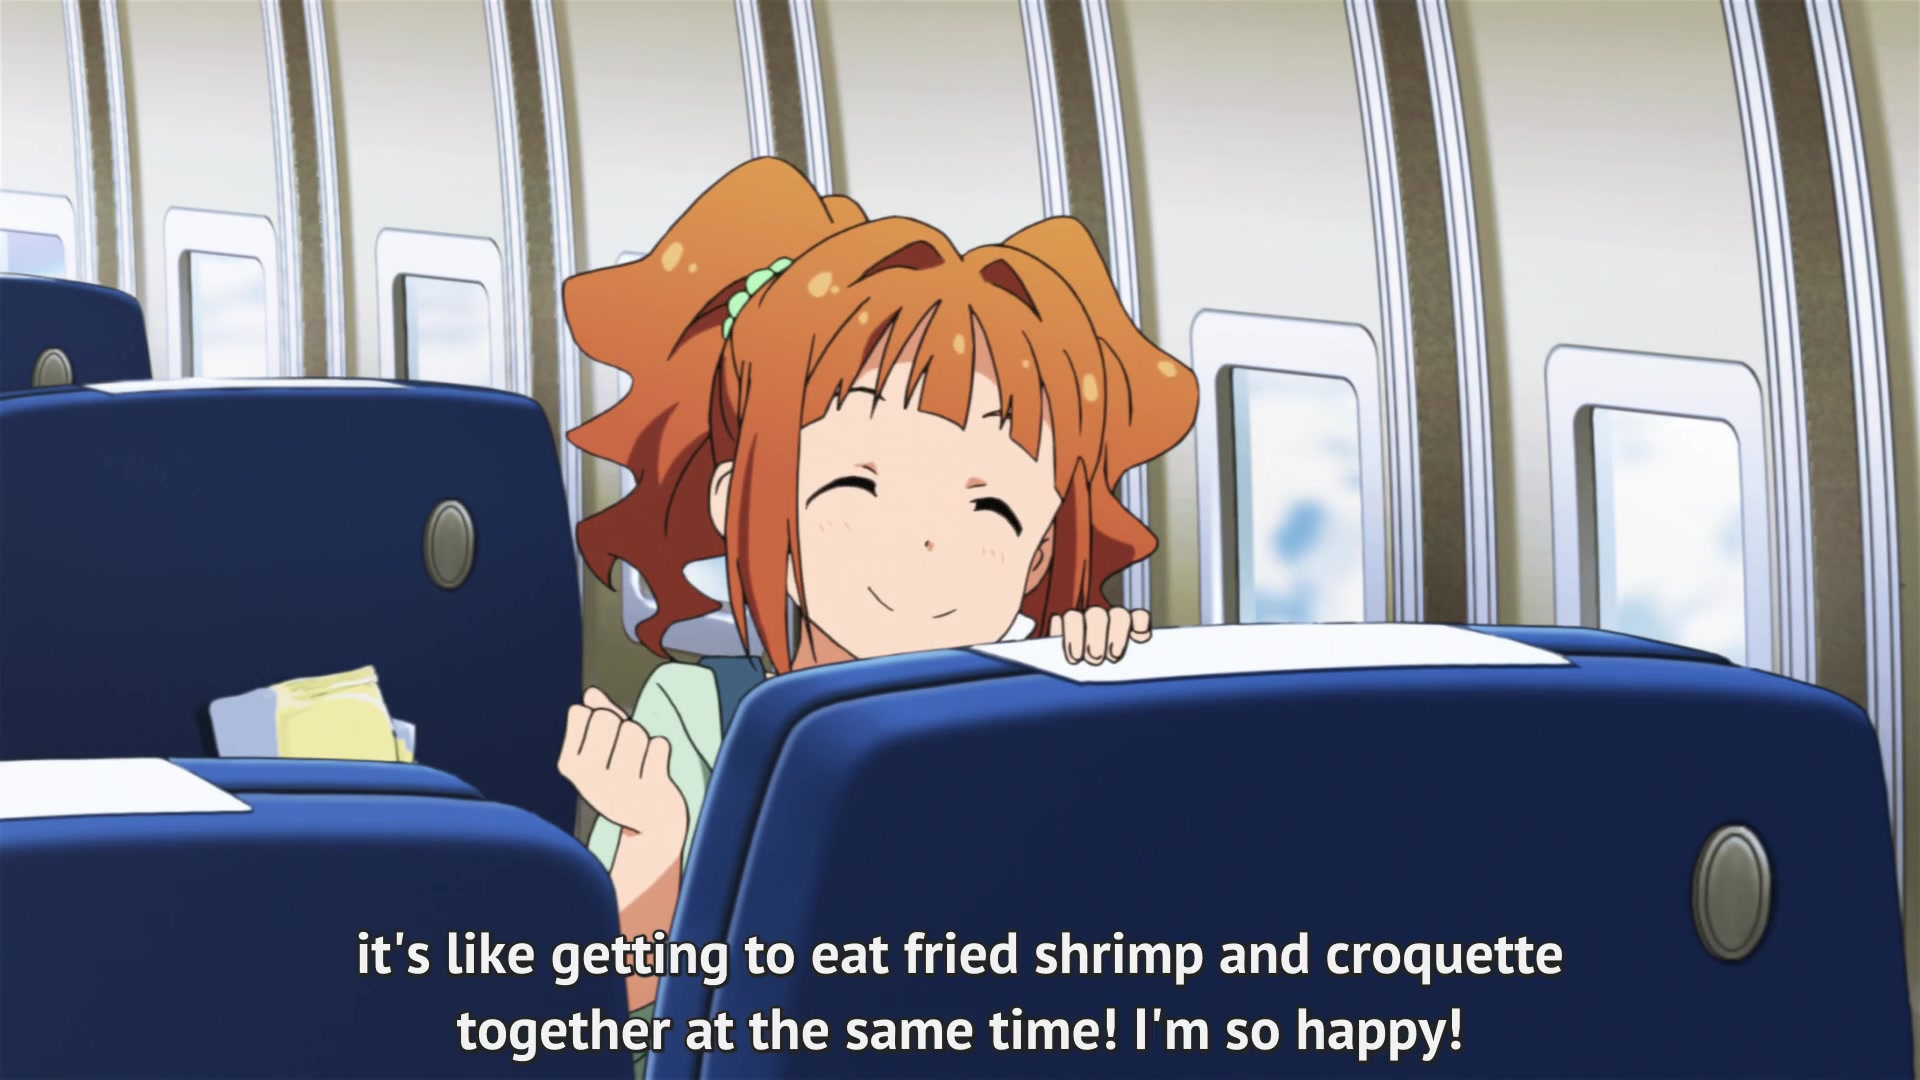 it's like getting to eat fried shrimp and croquette
together at the same time! I'm so happy!